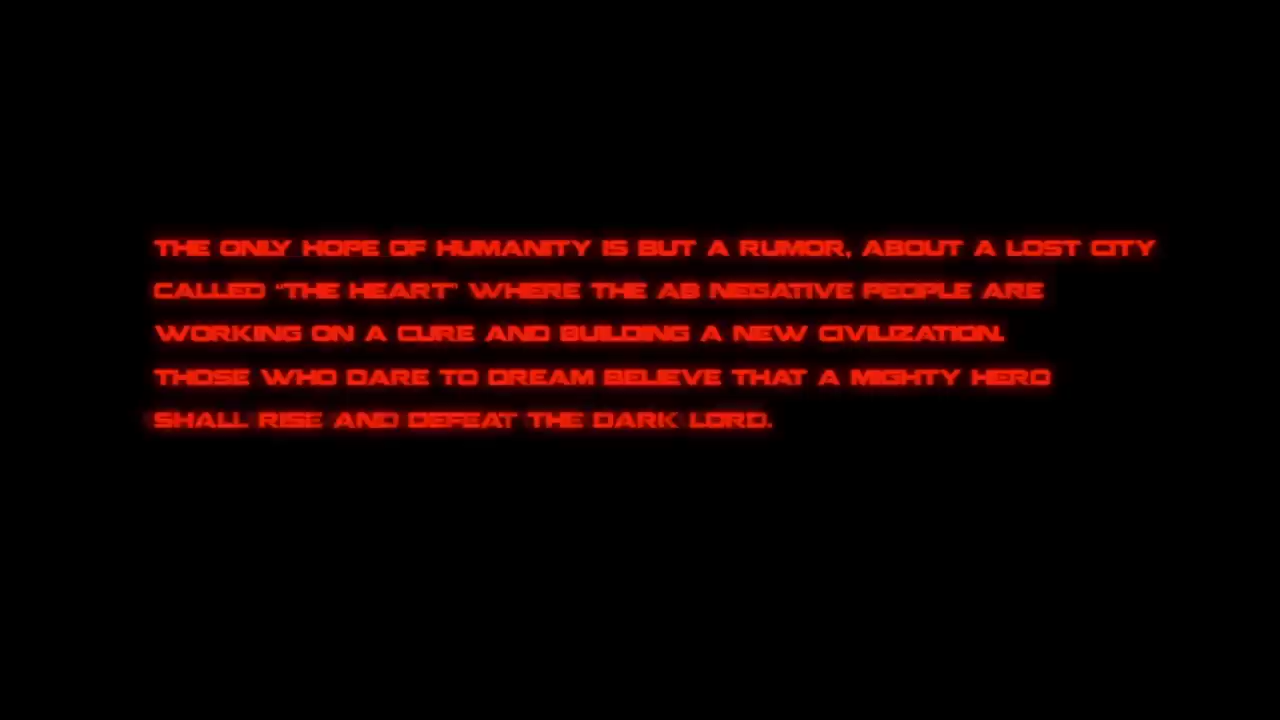 THE ONLY HOPE OF HUMANITY IS BUT A RUMOR, ABOUT A LOST CITY
CALLED "THE HEART" WHERE THE AB NEGATIVE PEOPLE ARE
WORKING ON A CURE AND BUILDING A NEW CIVILIZATION.
THOSE WHO DARE TO DREAM BELIEVE THAT A MIGHTY HERO
SHALL RISE AND DEFEAT THE DARK LORD.